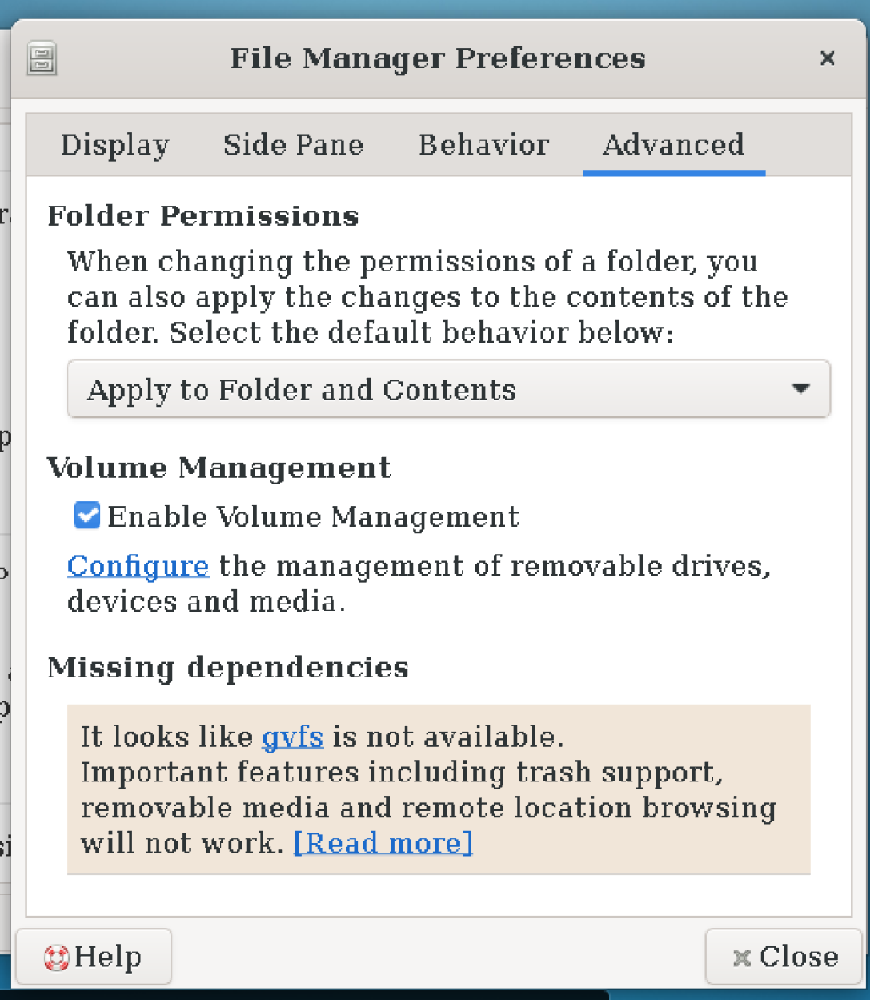 File Manager Preferences
Display Side Pane Behavior Advanced
Folder Permissions
When changing the permissions of a folder, you
can also apply the changes to the contents of the
folder. Select the default behavior below:
Apply to Folder and Contents
Volume Management
Enable Volume Management
Configure the management of removable drives,
devices and media.
Missing dependencies
It looks like gvfs is not available.
Important features including trash support,
removable media and remote location browsing
will not work. [Read more]
Help Close